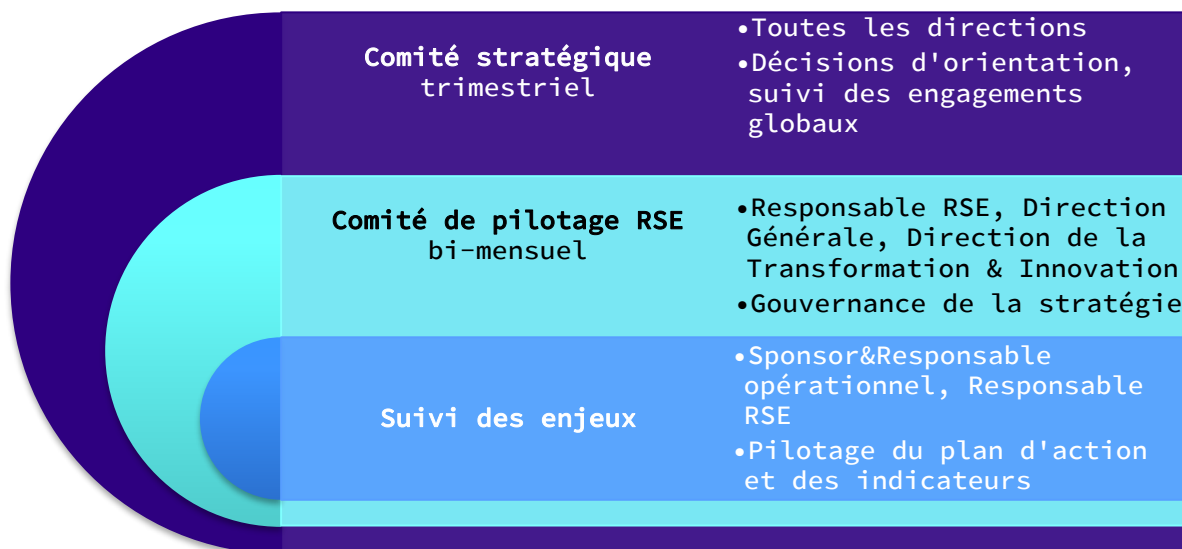 Comité stratégique
trimestriel
•Toutes les directions
•Décisions d'orientation,
suivi des engagements
globaux
Comité de pilotage RSE
bi-mensuel
•Responsable RSE, Direction
Générale, Direction de la
Transformation & Innovation
•Gouvernance de la stratégie
Suivi des enjeux
•Sponsor&Responsable
opérationnel, Responsable
RSE
•Pilotage du plan d'action
et des indicateurs